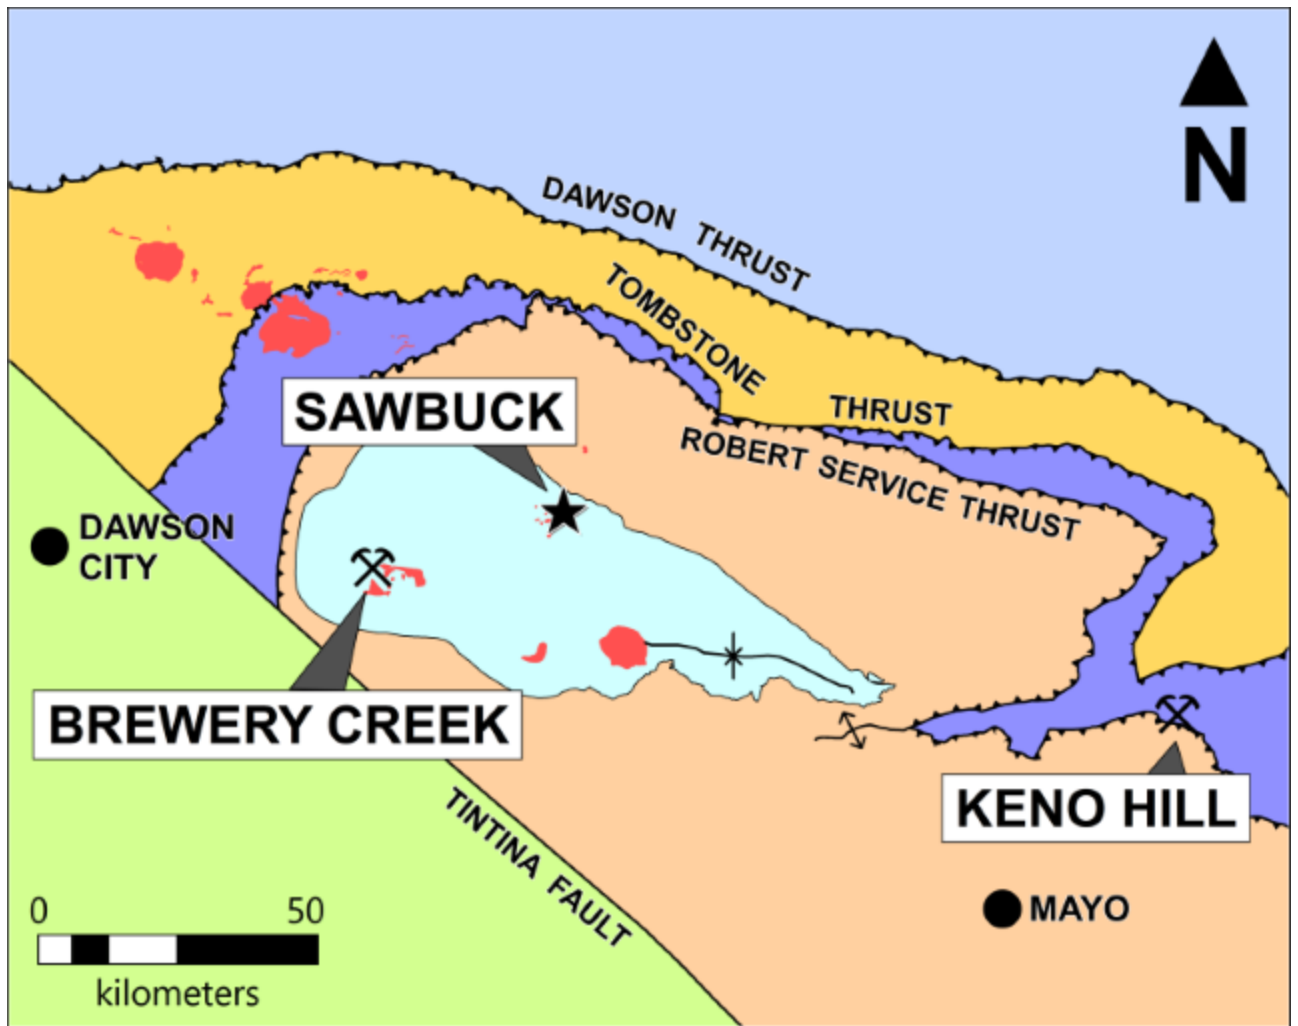 N
DAWSON THRUST
TOMBSTONE
THRUST
SAWBUCK
ROBERT SERVICE THRUST
DAWSON
CITY
BREWERY CREEK
KENO HILL
TINTINA FAULT
MAYO
0 50
kilometers